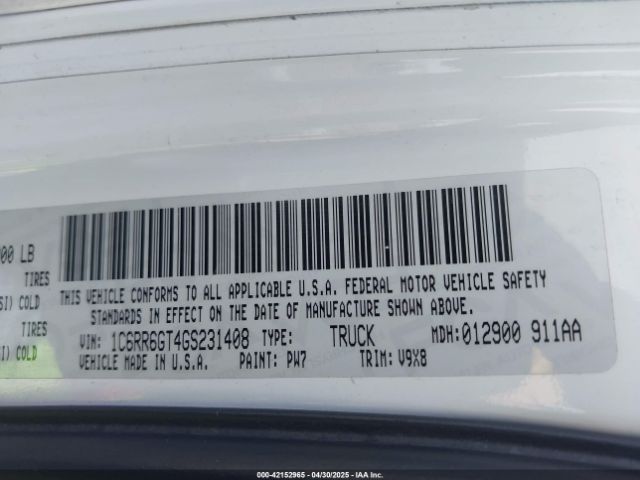 00 LB
TIRES
SI) COLD
TIRES
I) COLD
THIS VEHICLE CONFORMS TO ALL APPLICABLE U.S.A. FEDERAL MOTOR VEHICLE SAFETY
STANDARDS IN EFFECT ON THE DATE OF MANUFACTURE SHOWN ABOVE.
VIN: 1C6RR6GT4GS231408 TYPE: TRUCK MDH:012900 911AA
VEHICLE MADE IN U.S.A. PAINT: PW7 TRIM: V9X8
000-42152965 - 04/30/2025 - IAA Inc.